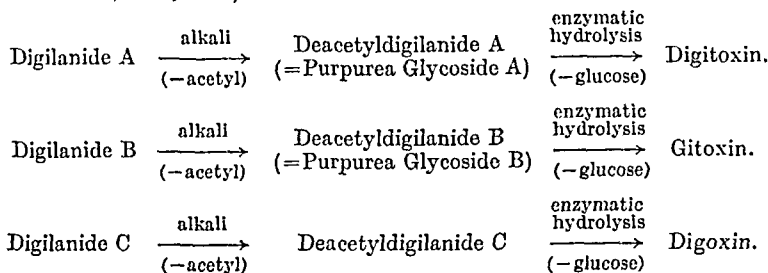 enzymatic
alkali Deacetyldigilanide A hydrolysis
Digilanide A ⟶ (=Purpurea Glycoside A) ⟶ Digitoxin.
(−acetyl) (−glucose)
enzymatic
alkali Deacetyldigilanide B hydrolysis
Digilanide B ⟶ (=Purpurea Glycoside B) ⟶ Gitoxin.
(−acetyl) (−glucose)
enzymatic
alkali hydrolysis
Digilanide C ⟶ Deacetyldigilanide C ⟶ Digoxin.
(−acetyl) (−glucose)